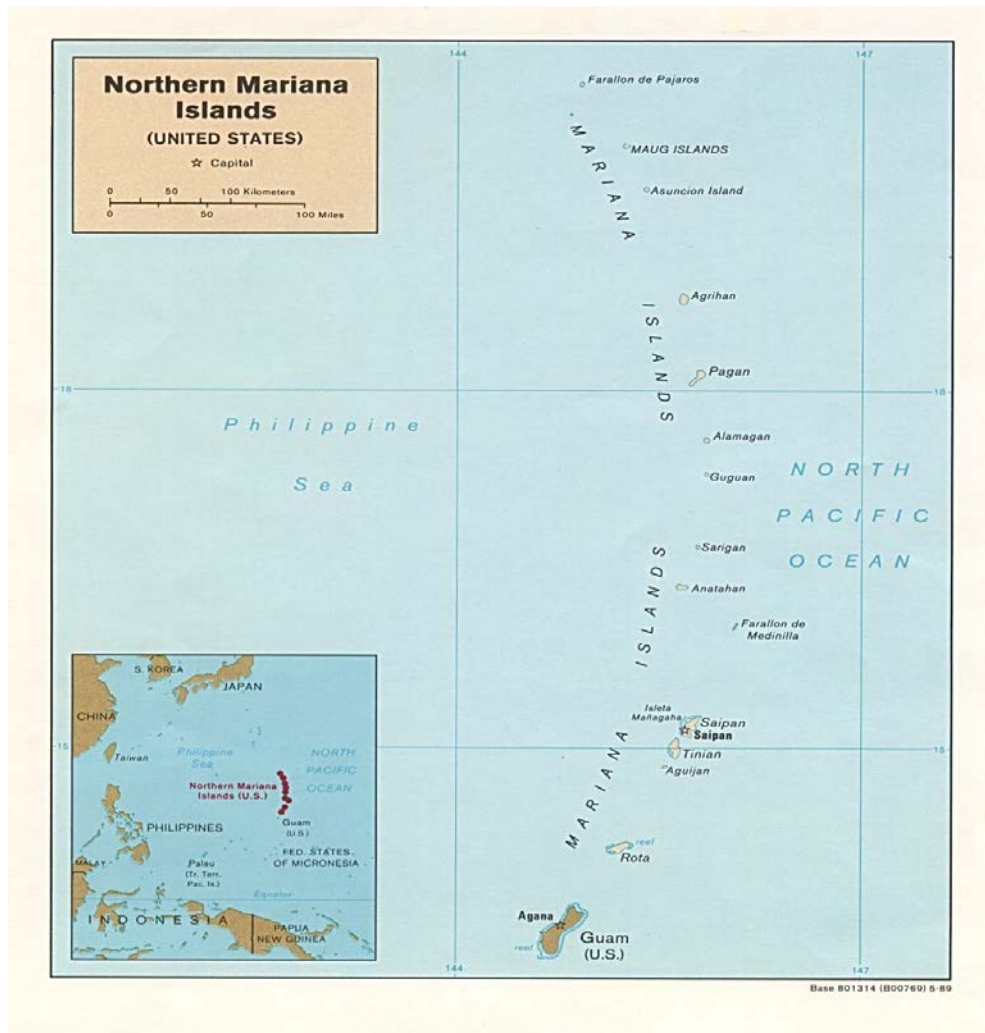 144
147
Northern Mariana
Islands
(UNITED STATES)
☆ Capital
0 50 100 Kilometers
0 50 100 Miles
Farallon de Pajaros
MARIANA
MAUG ISLANDS
Asuncion Island
ISLANDS
Agrihan
Pagan
18
18
Philippine
Sea
Alamagan
Guguan
NORTH
PACIFIC
OCEAN
Sarigan
Anatahan
Farallon de
Medinilla
MARIANA ISLANDS
Isleta
Mañagaha
Saipan
Saipan
15
15
Tinian
Aguijan
reef
Rota
Agana
reef
Guam
(U.S.)
S. KOREA
JAPAN
CHINA
Taiwan
Philippine
Sea
NORTH
PACIFIC
OCEAN
Northern Mariana
Islands (U.S.)
Guam
(U.S.)
PHILIPPINES
FED. STATES
OF MICRONESIA
MALAY.
Palau
(Tr. Terr.
Pac. Is.)
Equator
INDONESIA
PAPUA
NEW GUINEA
144
147
Base 801314 (B00769) 5-89